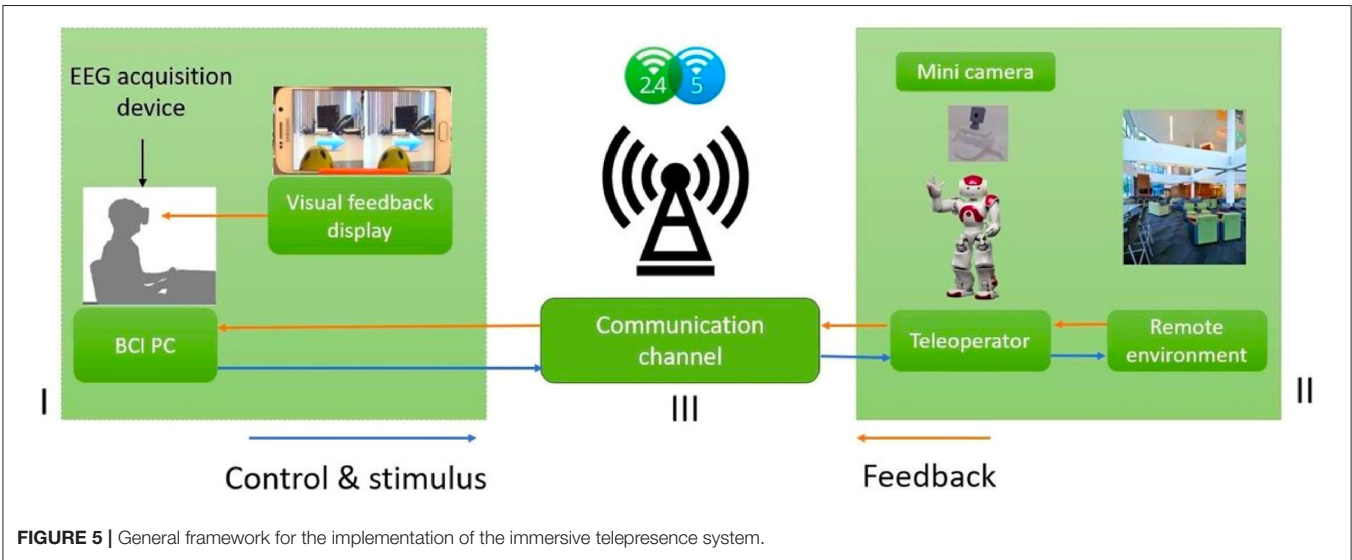 EEG acquisition
device
Visual feedback
display
BCI PC
I
2.4 5
Communication
channel
III
Mini camera
Teleoperator
Remote
environment
II
Control & stimulus
Feedback
FIGURE 5 | General framework for the implementation of the immersive telepresence system.